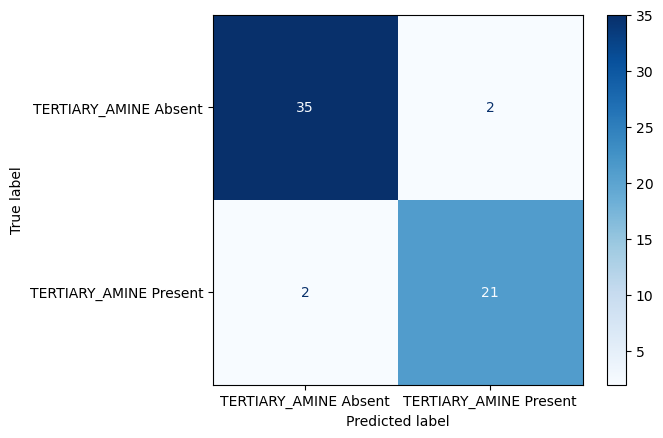 True label
TERTIARY_AMINE Absent
35
2
TERTIARY_AMINE Present
2
21
TERTIARY_AMINE Absent
TERTIARY_AMINE Present
Predicted label
35
30
25
20
15
10
5